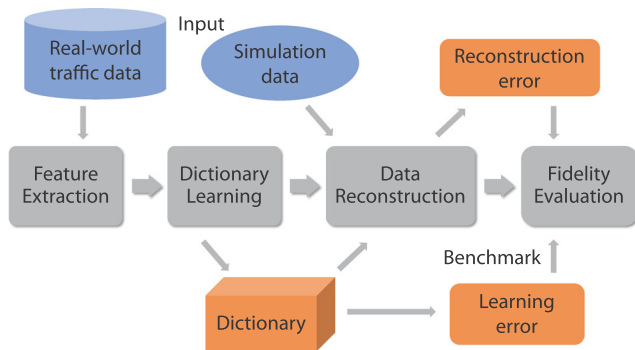 Real-world
traffic data
Input
Simulation
data
Reconstruction
error
Feature
Extraction
Dictionary
Learning
Data
Reconstruction
Fidelity
Evaluation
Benchmark
Dictionary
Learning
error